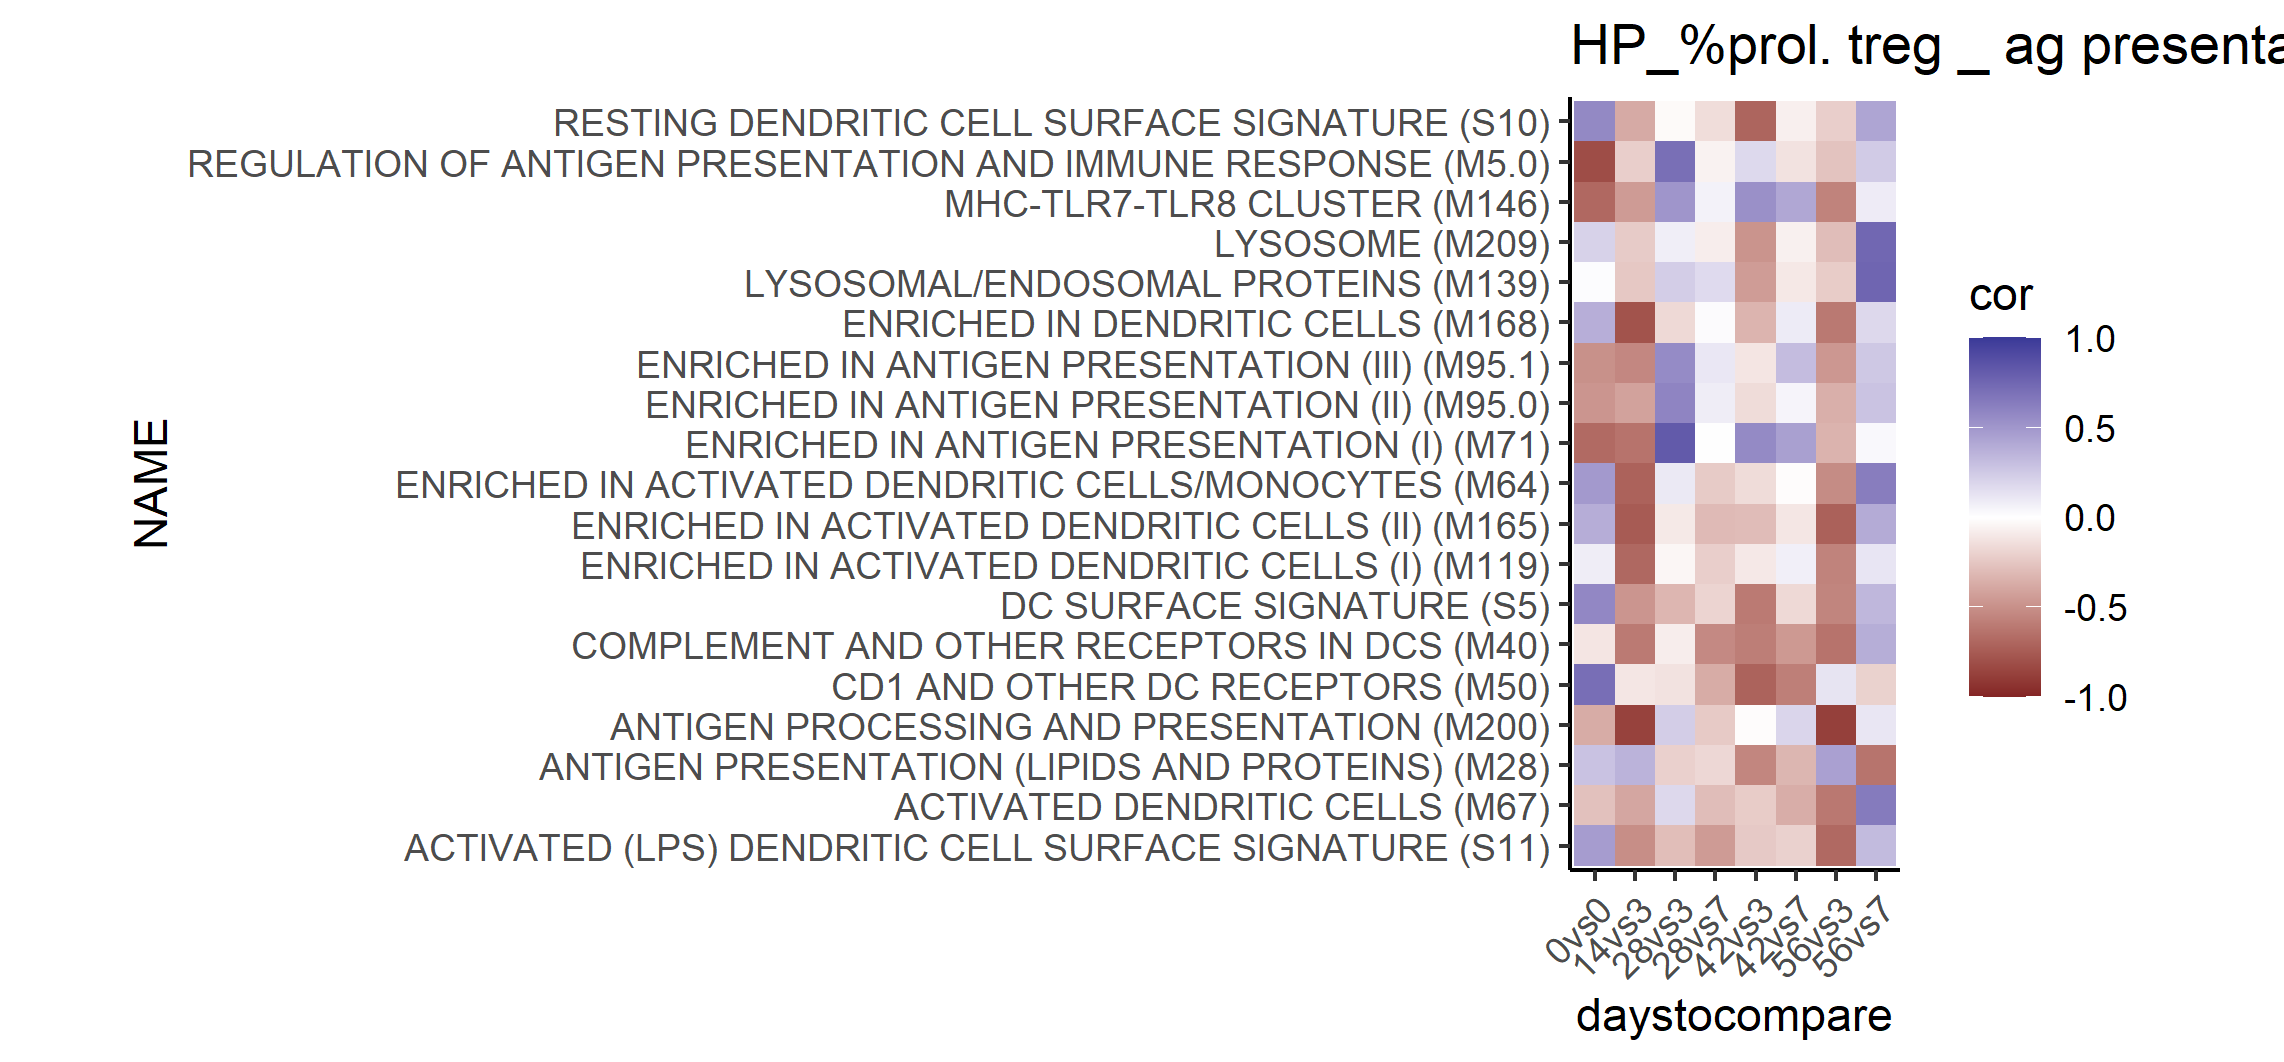 HP_%prol. treg _ ag presenta
RESTING DENDRITIC CELL SURFACE SIGNATURE (S10)
REGULATION OF ANTIGEN PRESENTATION AND IMMUNE RESPONSE (M5.0)
MHC-TLR7-TLR8 CLUSTER (M146)
LYSOSOME (M209)
LYSOSOMAL/ENDOSOMAL PROTEINS (M139)
ENRICHED IN DENDRITIC CELLS (M168)
ENRICHED IN ANTIGEN PRESENTATION (III) (M95.1)
ENRICHED IN ANTIGEN PRESENTATION (II) (M95.0)
ENRICHED IN ANTIGEN PRESENTATION (I) (M71)
ENRICHED IN ACTIVATED DENDRITIC CELLS/MONOCYTES (M64)
ENRICHED IN ACTIVATED DENDRITIC CELLS (II) (M165)
ENRICHED IN ACTIVATED DENDRITIC CELLS (I) (M119)
DC SURFACE SIGNATURE (S5)
COMPLEMENT AND OTHER RECEPTORS IN DCS (M40)
CD1 AND OTHER DC RECEPTORS (M50)
ANTIGEN PROCESSING AND PRESENTATION (M200)
ANTIGEN PRESENTATION (LIPIDS AND PROTEINS) (M28)
ACTIVATED DENDRITIC CELLS (M67)
ACTIVATED (LPS) DENDRITIC CELL SURFACE SIGNATURE (S11)
NAME
0vs0
14vs3
28vs3
28vs7
42vs3
42vs7
56vs3
56vs7
daystocompare
cor
1.0
0.5
0.0
-0.5
-1.0